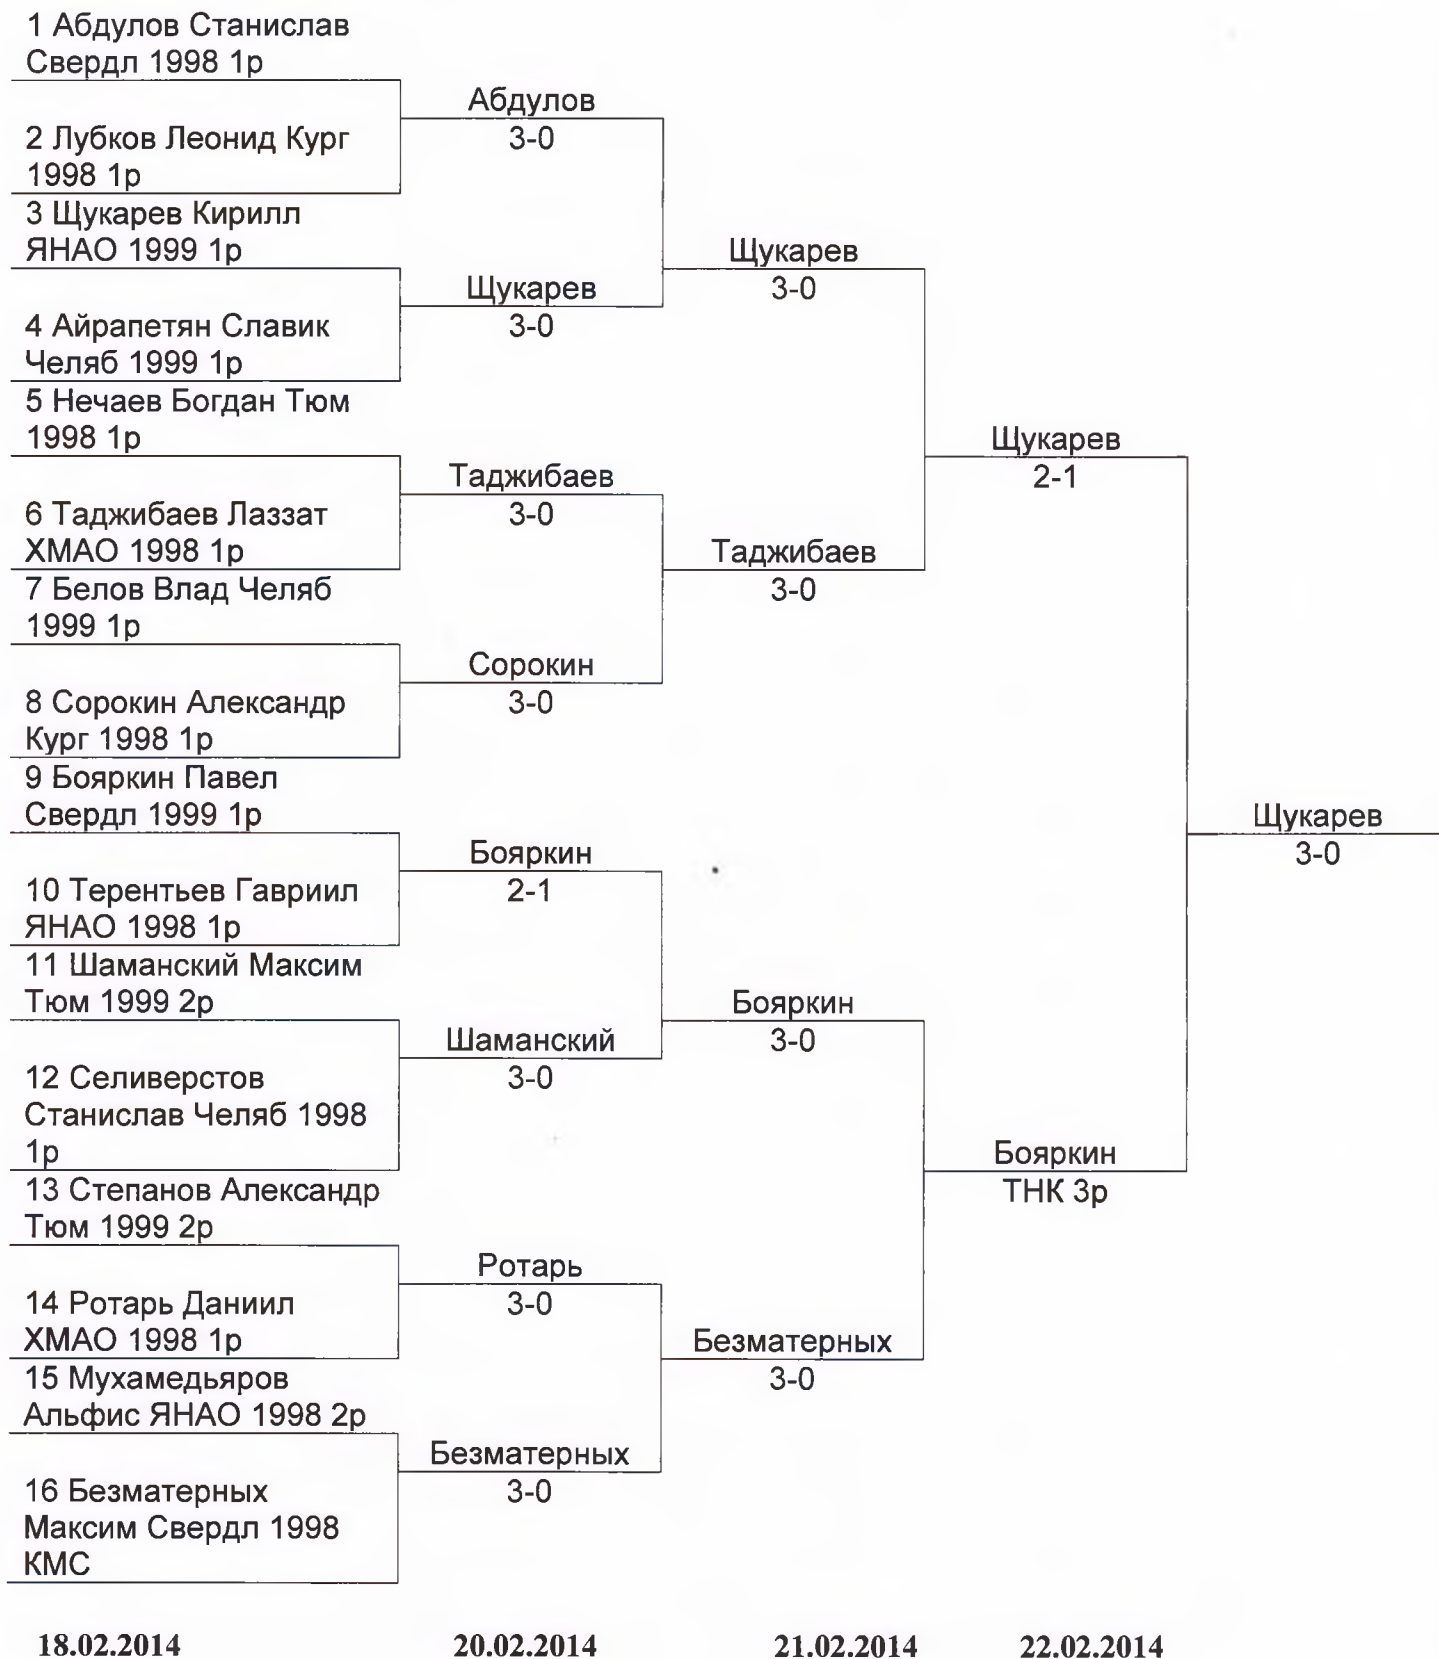 1 Абдулов Станислав
Свердл 1998 1р
2 Лубков Леонид Кург
1998 1р
3 Щукарев Кирилл
ЯНАО 1999 1р
4 Айрапетян Славик
Челяб 1999 1р
5 Нечаев Богдан Тюм
1998 1р
6 Таджибаев Лаззат
ХМАО 1998 1р
7 Белов Влад Челяб
1999 1р
8 Сорокин Александр
Кург 1998 1р
9 Бояркин Павел
Свердл 1999 1р
10 Терентьев Гавриил
ЯНАО 1998 1р
11 Шаманский Максим
Тюм 1999 2р
12 Селиверстов
Станислав Челяб 1998
1р
13 Степанов Александр
Тюм 1999 2р
14 Ротарь Даниил
ХМАО 1998 1р
15 Мухамедьяров
Альфис ЯНАО 1998 2р
16 Безматерных
Максим Свердл 1998
КМС
Абдулов
3-0
Щукарев
3-0
Таджибаев
3-0
Сорокин
3-0
Бояркин
2-1
Шаманский
3-0
Ротарь
3-0
Безматерных
3-0
Щукарев
3-0
Таджибаев
3-0
Бояркин
3-0
Безматерных
3-0
Щукарев
2-1
Бояркин
ТНК 3р
Щукарев
3-0
18.02.2014
20.02.2014
21.02.2014
22.02.2014